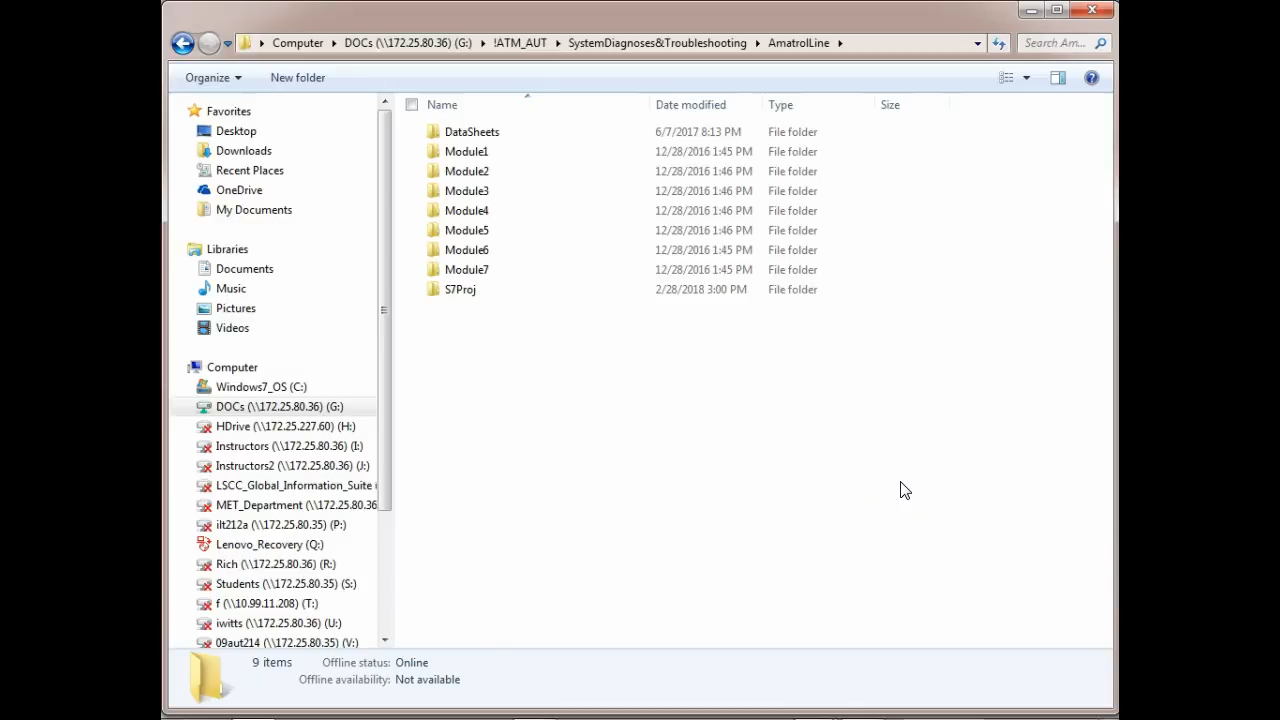 Computer DOCs (\\172.25.80.36) (G:) !ATM_AUT SystemDiagnoses&Troubleshooting AmatrolLine Search Am...
Organize New folder
Name Date modified Type Size
DataSheets 6/7/2017 8:13 PM File folder
Module1 12/28/2016 1:45 PM File folder
Module2 12/28/2016 1:46 PM File folder
Module3 12/28/2016 1:46 PM File folder
Module4 12/28/2016 1:46 PM File folder
Module5 12/28/2016 1:46 PM File folder
Module6 12/28/2016 1:45 PM File folder
Module7 12/28/2016 1:45 PM File folder
S7Proj 2/28/2018 3:00 PM File folder
Favorites
Desktop
Downloads
Recent Places
OneDrive
My Documents
Libraries
Documents
Music
Pictures
Videos
Computer
Windows7_OS (C:)
DOCs (\\172.25.80.36) (G:)
HDrive (\\172.25.227.60) (H:)
Instructors (\\172.25.80.36) (I:)
Instructors2 (\\172.25.80.36) (J:)
LSCC_Global_Information_Suite
MET_Department (\\172.25.80.36
ilt212a (\\172.25.80.35) (P:)
Lenovo_Recovery (Q:)
Rich (\\172.25.80.36) (R:)
Students (\\172.25.80.35) (S:)
f (\\10.99.11.208) (T:)
iwitts (\\172.25.80.36) (U:)
09aut214 (\\172.25.80.35) (V:)
9 items Offline status: Online
Offline availability: Not available